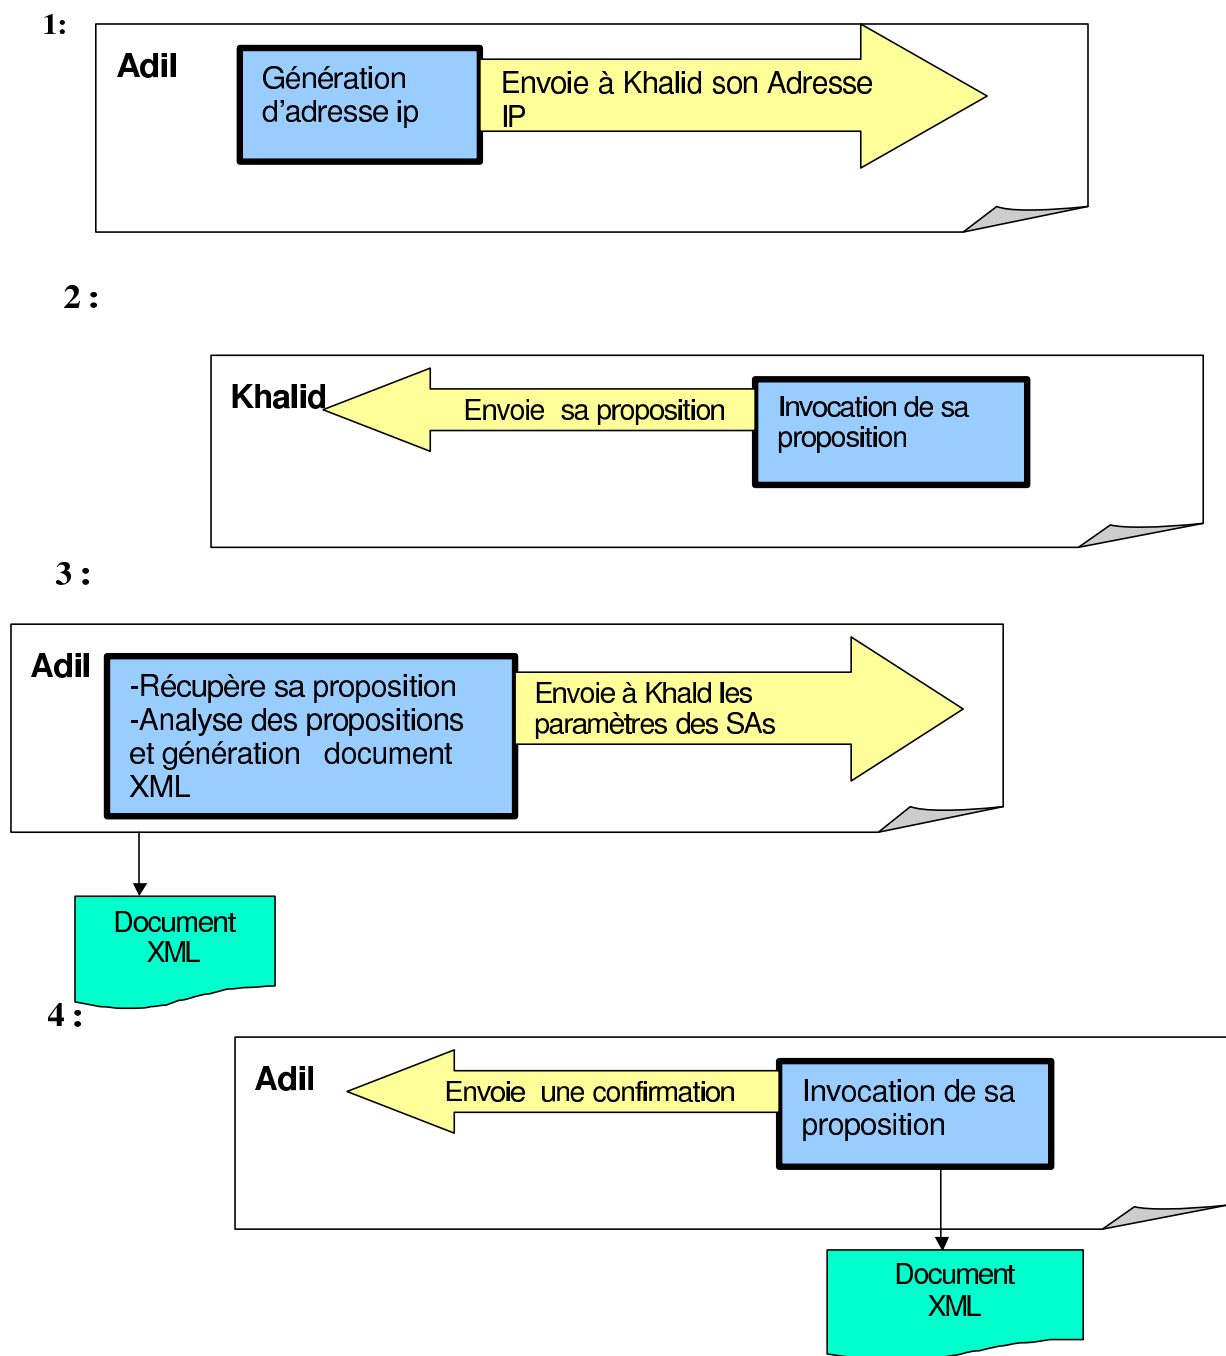 1:
Adil
Génération
d'adresse ip
Envoie à Khalid son Adresse
IP
2 :
Khalid
Envoie sa proposition
Invocation de sa
proposition
3 :
Adil
-Récupère sa proposition
-Analyse des propositions
et génération document
XML
Envoie à Khald les
paramètres des SAs
Document
XML
4 :
Adil
Envoie une confirmation
Invocation de sa
proposition
Document
XML